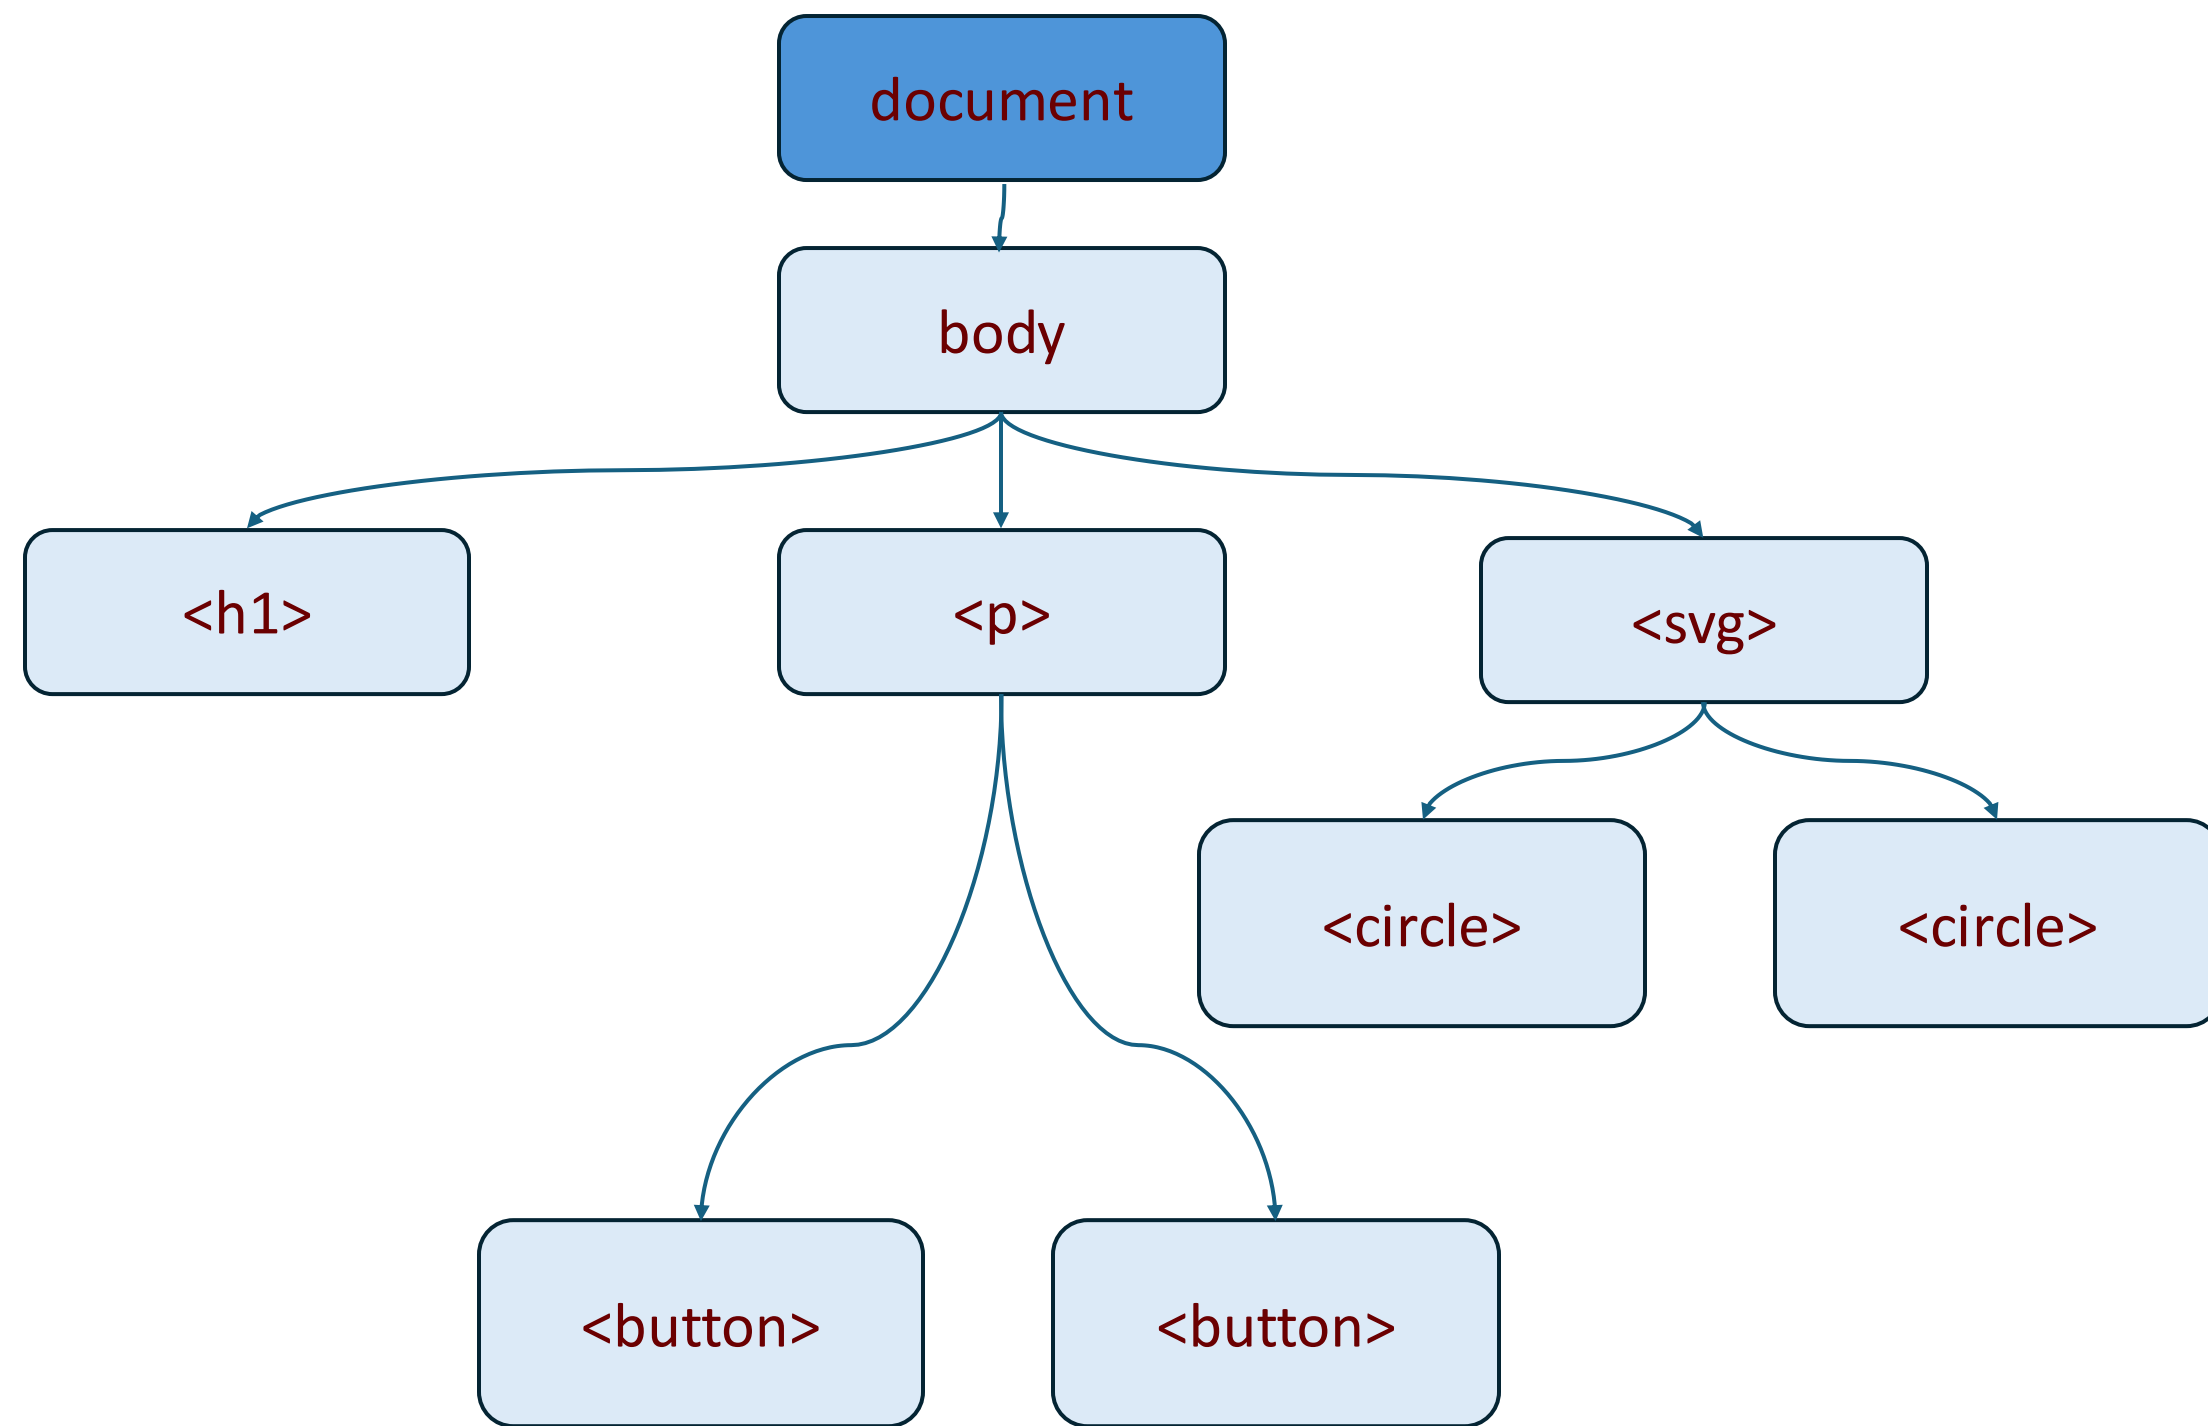 document
body
<h1>
<p>
<svg>
<circle>
<circle>
<button>
<button>